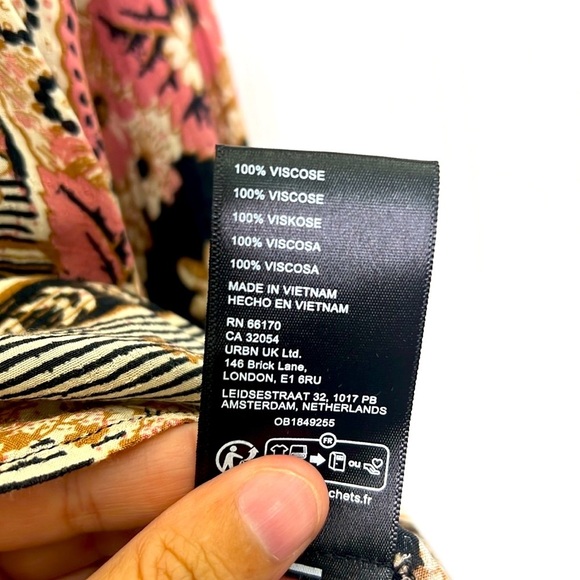 100% VISCOSE
100% VISCOSE
100% VISKOSE
100% VISCOSA
100% VISCOSA
MADE IN VIETNAM
HECHO EN VIETNAM
RN 66170
CA 32054
URBN UK Ltd.
146 Brick Lane,
LONDON, E1 6RU
LEIDSESTRAAT 32, 1017 PB
AMSTERDAM, NETHERLANDS
OB1849255
FR
ou
chets.fr